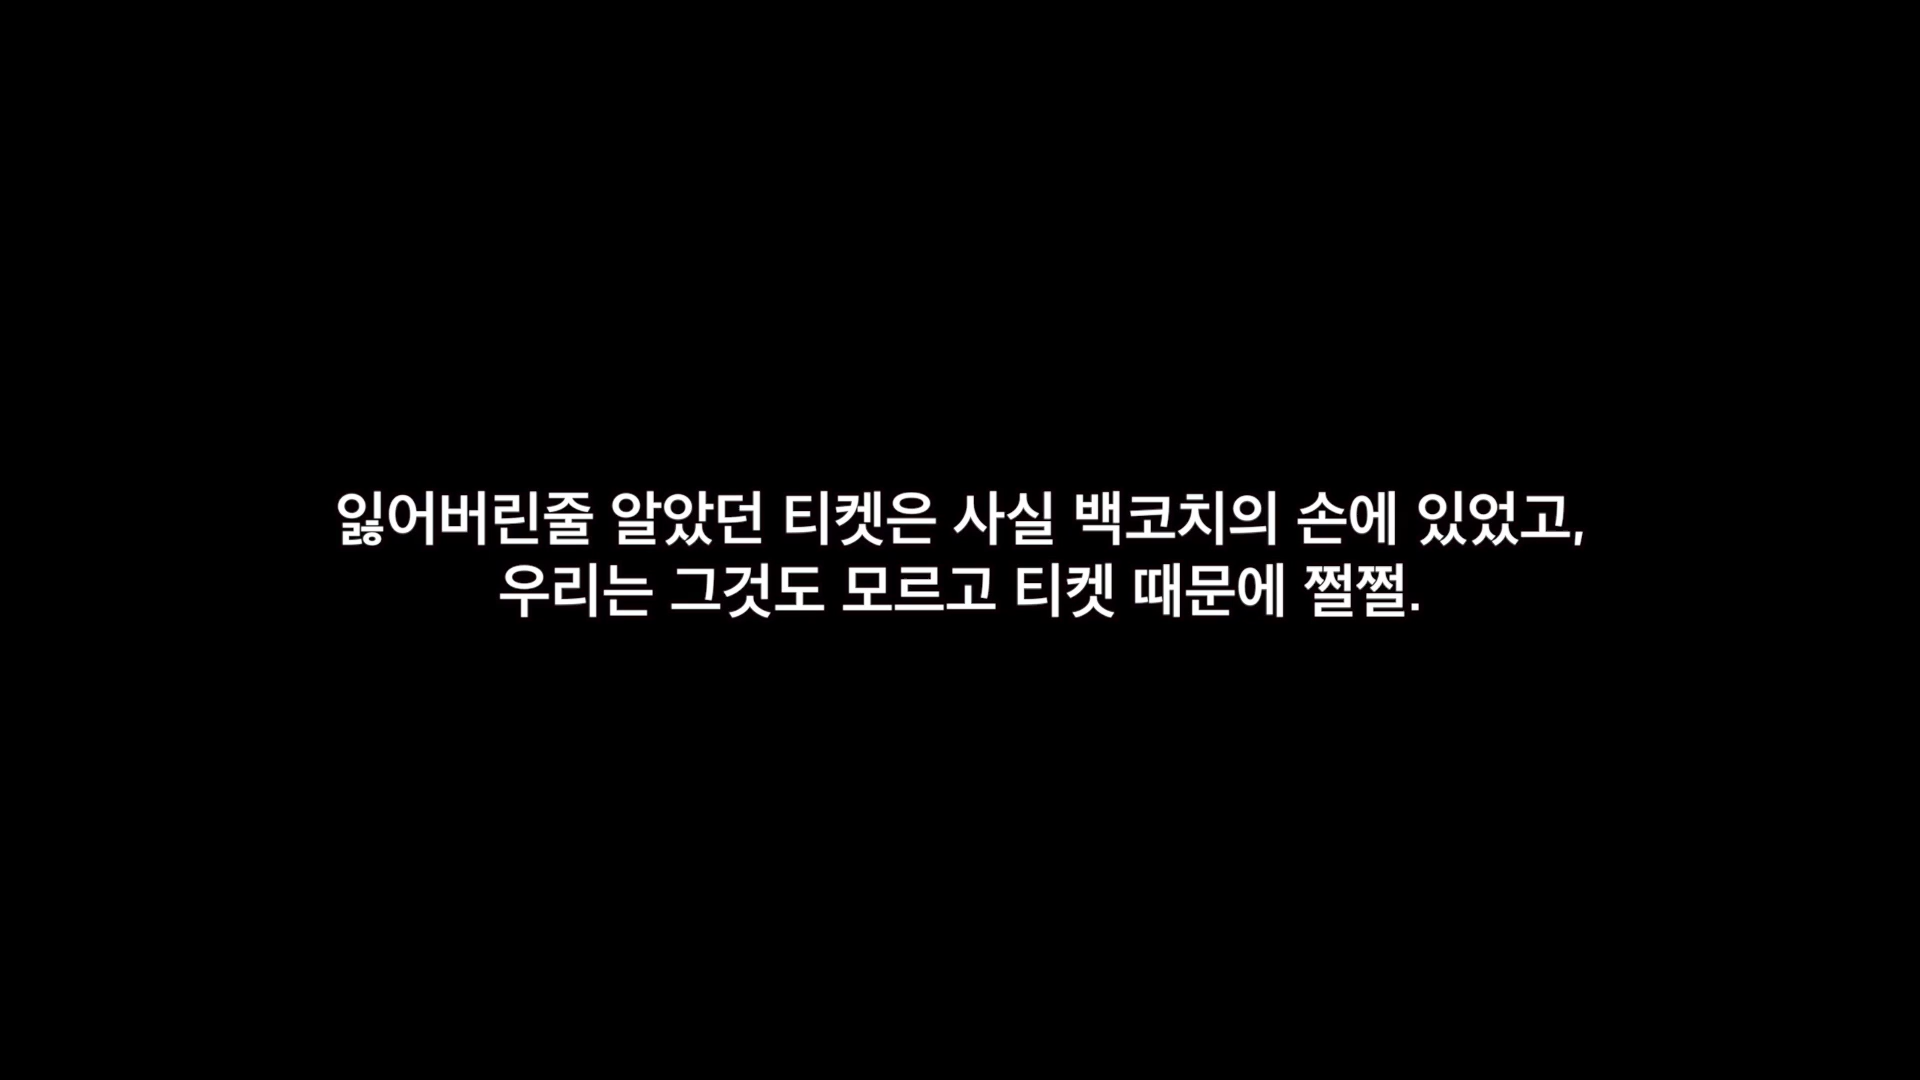 잃어버린줄 알았던 티켓은 사실 백코치의 손에 있었고,
우리는 그것도 모르고 티켓 때문에 쩔쩔.